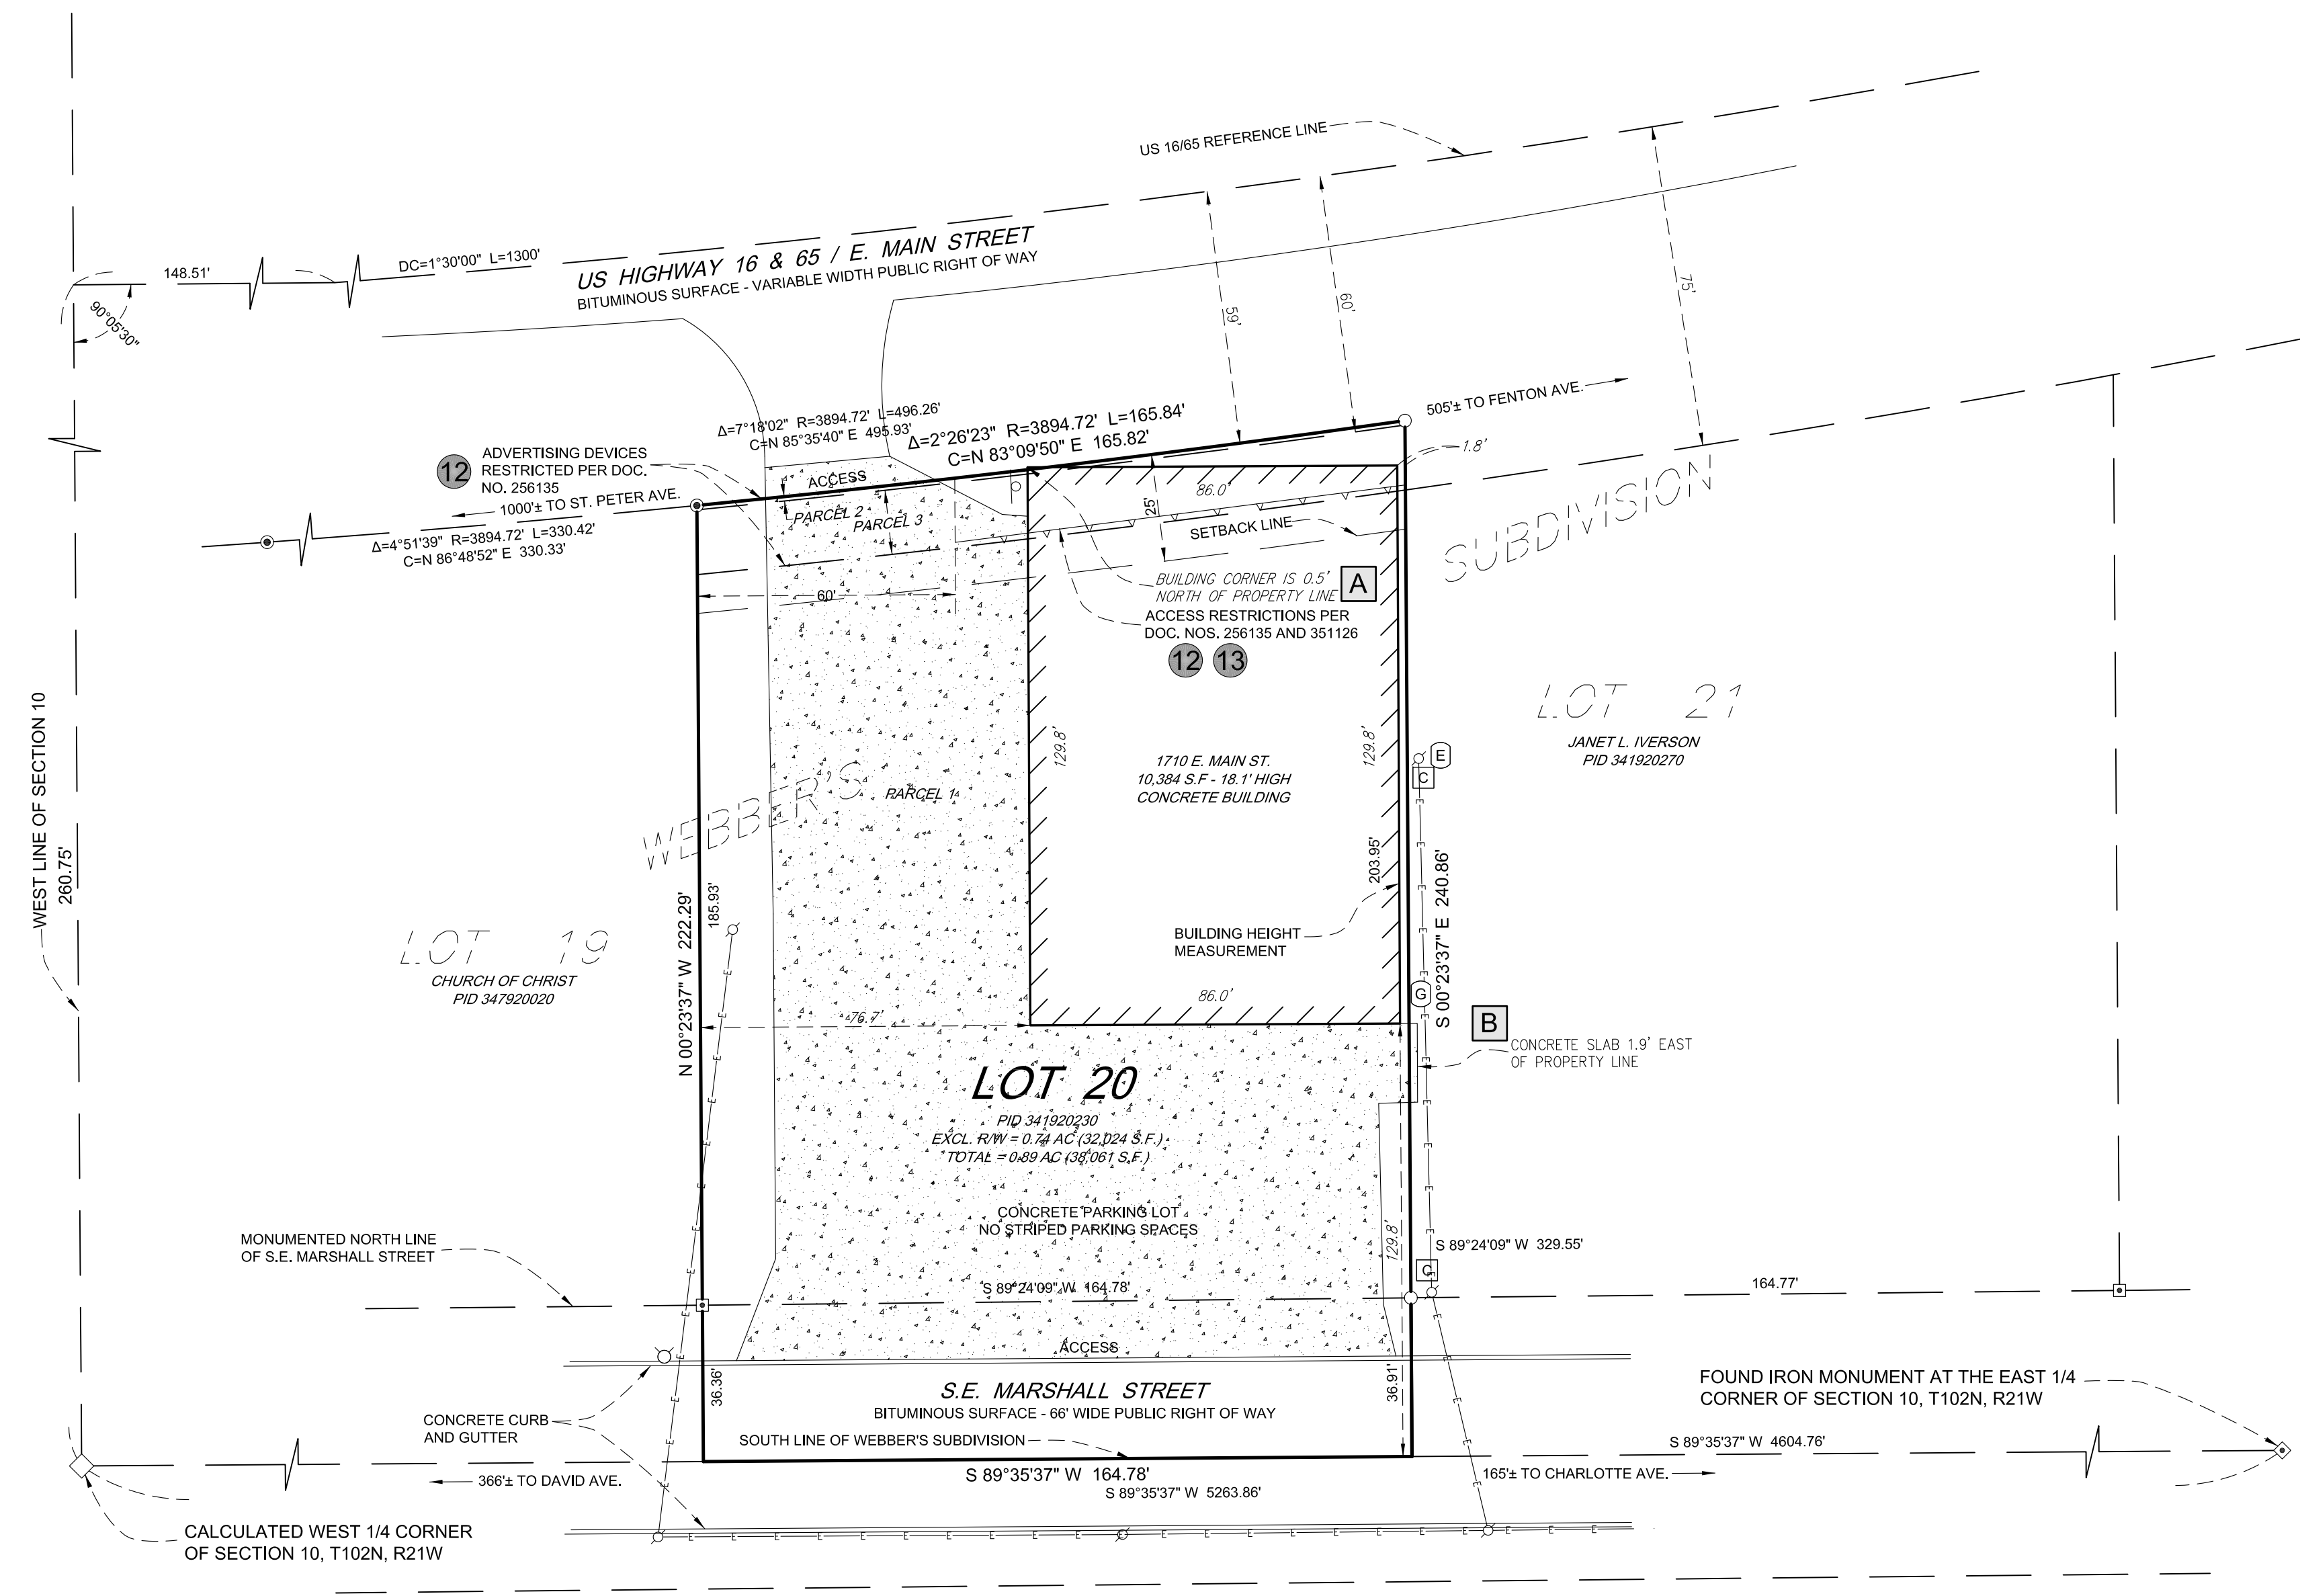 US 16/65 REFERENCE LINE
148.51'
DC=1°30'00" L=1300'
US HIGHWAY 16 & 65 / E. MAIN STREET
BITUMINOUS SURFACE - VARIABLE WIDTH PUBLIC RIGHT OF WAY
90°05'30"
59'
60'
75'
505'± TO FENTON AVE.
Δ=7°18'02" R=3894.72' L=496.26'
C=N 85°35'40" E 495.93'
Δ=2°26'23" R=3894.72' L=165.84'
C=N 83°09'50" E 165.82'
1.8'
12
ADVERTISING DEVICES
RESTRICTED PER DOC.
NO. 256135
1000'± TO ST. PETER AVE.
Δ=4°51'39" R=3894.72' L=330.42'
C=N 86°48'52" E 330.33'
ACCESS
PARCEL 2
PARCEL 3
86.0'
25'
SETBACK LINE
SUBDIVISION
60'
BUILDING CORNER IS 0.5'
NORTH OF PROPERTY LINE
A
ACCESS RESTRICTIONS PER
DOC. NOS. 256135 AND 351126
12 13
LOT 21
JANET L. IVERSON
PID 341920270
WEST LINE OF SECTION 10
260.75'
129.8'
129.8'
1710 E. MAIN ST.
10,384 S.F - 18.1' HIGH
CONCRETE BUILDING
E
C
WEBBER'S
PARCEL 1
203.95'
S 00°23'37" E 240.86'
N 00°23'37" W 222.29'
185.93'
LOT 19
CHURCH OF CHRIST
PID 347920020
BUILDING HEIGHT
MEASUREMENT
86.0'
G
76.7'
B
CONCRETE SLAB 1.9' EAST
OF PROPERTY LINE
LOT 20
PID 341920230
EXCL. R/W = 0.74 AC (32,024 S.F.)
TOTAL = 0.89 AC (38,061 S.F.)
CONCRETE PARKING LOT
NO STRIPED PARKING SPACES
129.8'
MONUMENTED NORTH LINE
OF S.E. MARSHALL STREET
S 89°24'09" W 329.55'
C
S 89°24'09" W 164.78'
164.77'
ACCESS
36.36'
36.91'
S.E. MARSHALL STREET
BITUMINOUS SURFACE - 66' WIDE PUBLIC RIGHT OF WAY
FOUND IRON MONUMENT AT THE EAST 1/4
CORNER OF SECTION 10, T102N, R21W
CONCRETE CURB
AND GUTTER
SOUTH LINE OF WEBBER'S SUBDIVISION
S 89°35'37" W 4604.76'
366'± TO DAVID AVE.
S 89°35'37" W 164.78'
165'± TO CHARLOTTE AVE.
S 89°35'37" W 5263.86'
CALCULATED WEST 1/4 CORNER
OF SECTION 10, T102N, R21W